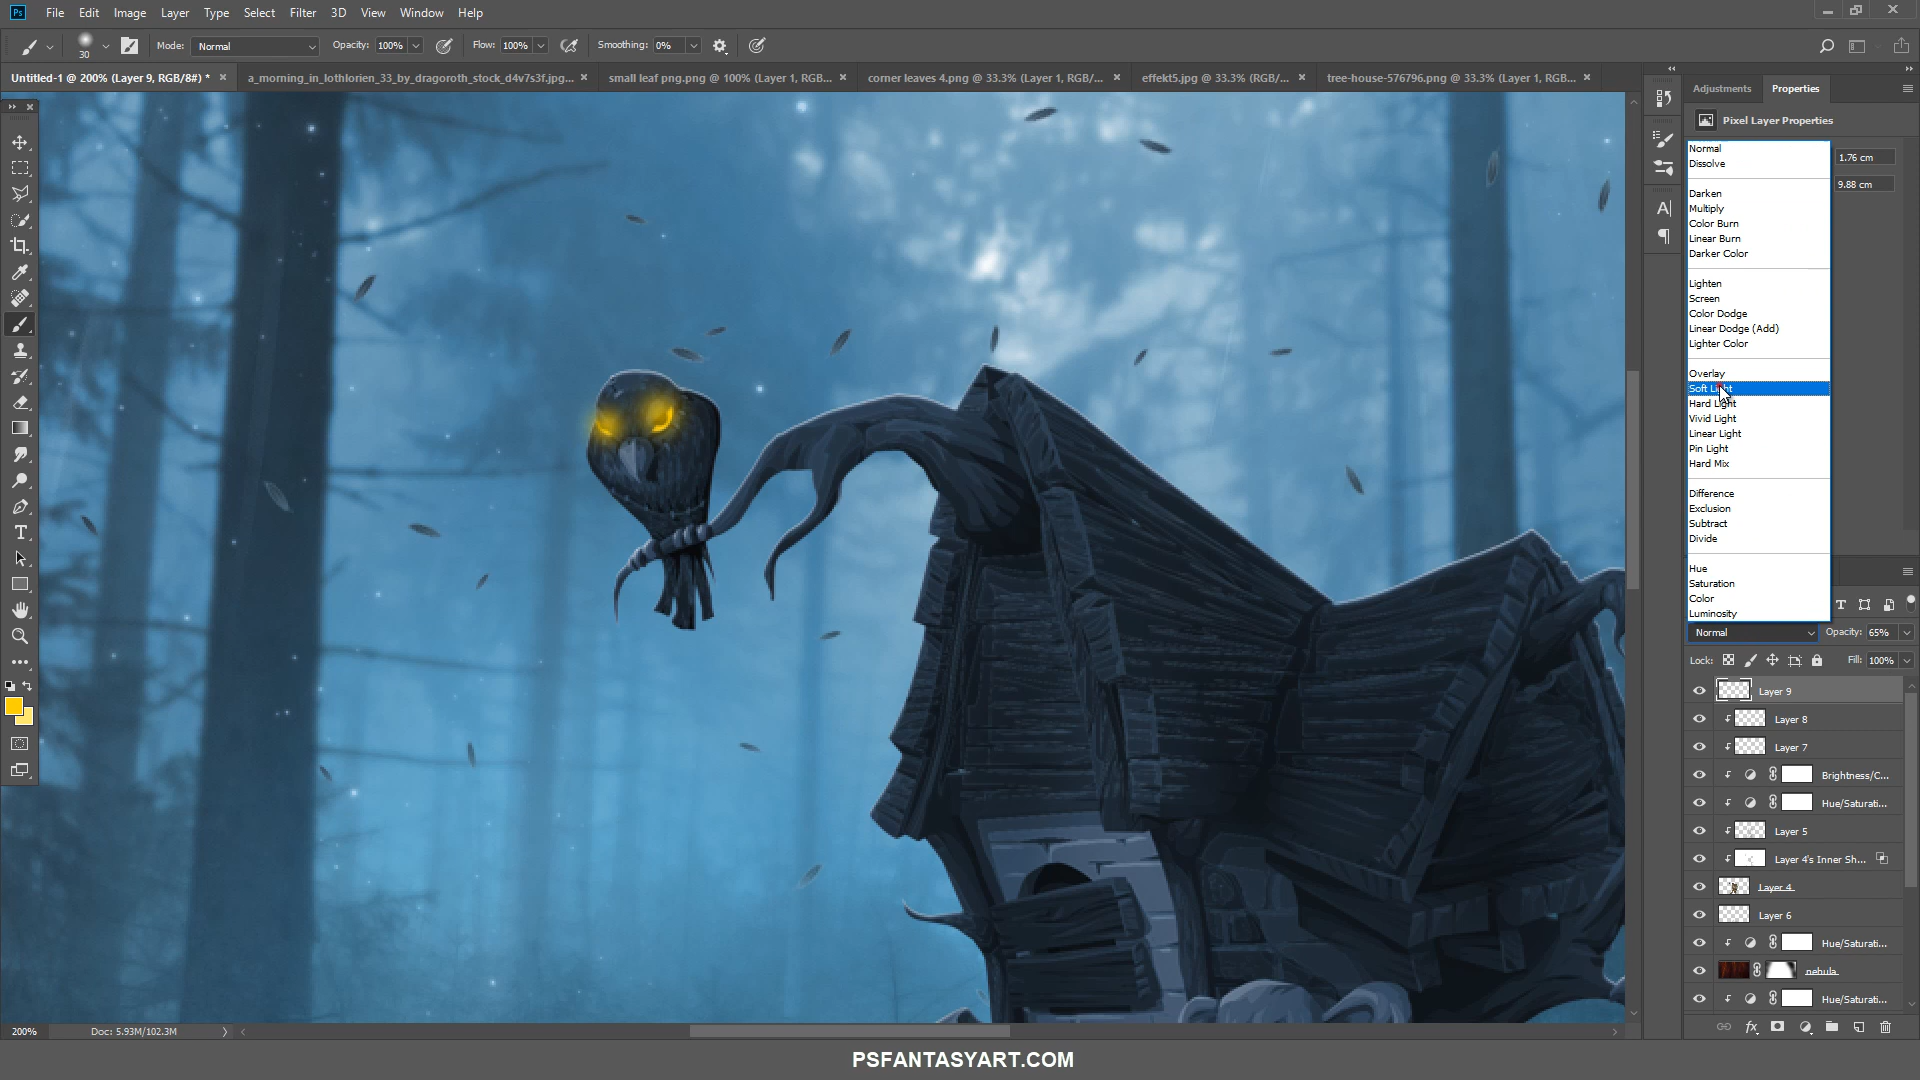 Ps File Edit Image Layer Type Select Filter 3D View Window Help
30 Mode: Normal Opacity: 100% Flow: 100% Smoothing: 0%
Untitled-1 @ 200% (Layer 9, RGB/8#) * × a_morning_in_lothlorien_33_by_dragoroth_stock_d4v7s3f.jpg... × small leaf png.png @ 100% (Layer 1, RGB... × corner leaves 4.png @ 33.3% (Layer 1, RGB/... × effekt5.jpg @ 33.3% (RGB/... × tree-house-576796.png @ 33.3% (Layer 1, RGB... ×
Adjustments Properties
Pixel Layer Properties
1.76 cm
9.88 cm
Normal
Dissolve
Darken
Multiply
Color Burn
Linear Burn
Darker Color
Lighten
Screen
Color Dodge
Linear Dodge (Add)
Lighter Color
Overlay
Soft Light
Hard Light
Vivid Light
Linear Light
Pin Light
Hard Mix
Difference
Exclusion
Subtract
Divide
Hue
Saturation
Color
Luminosity
Normal Opacity: 65%
Lock: Fill: 100%
Layer 9
Layer 8
Layer 7
Brightness/C...
Hue/Saturati...
Layer 5
Layer 4's Inner Sh...
Layer 4
Layer 6
Hue/Saturati...
nebula
Hue/Saturati...
fx
200% Doc: 5.93M/102.3M
PSFANTASYART.COM